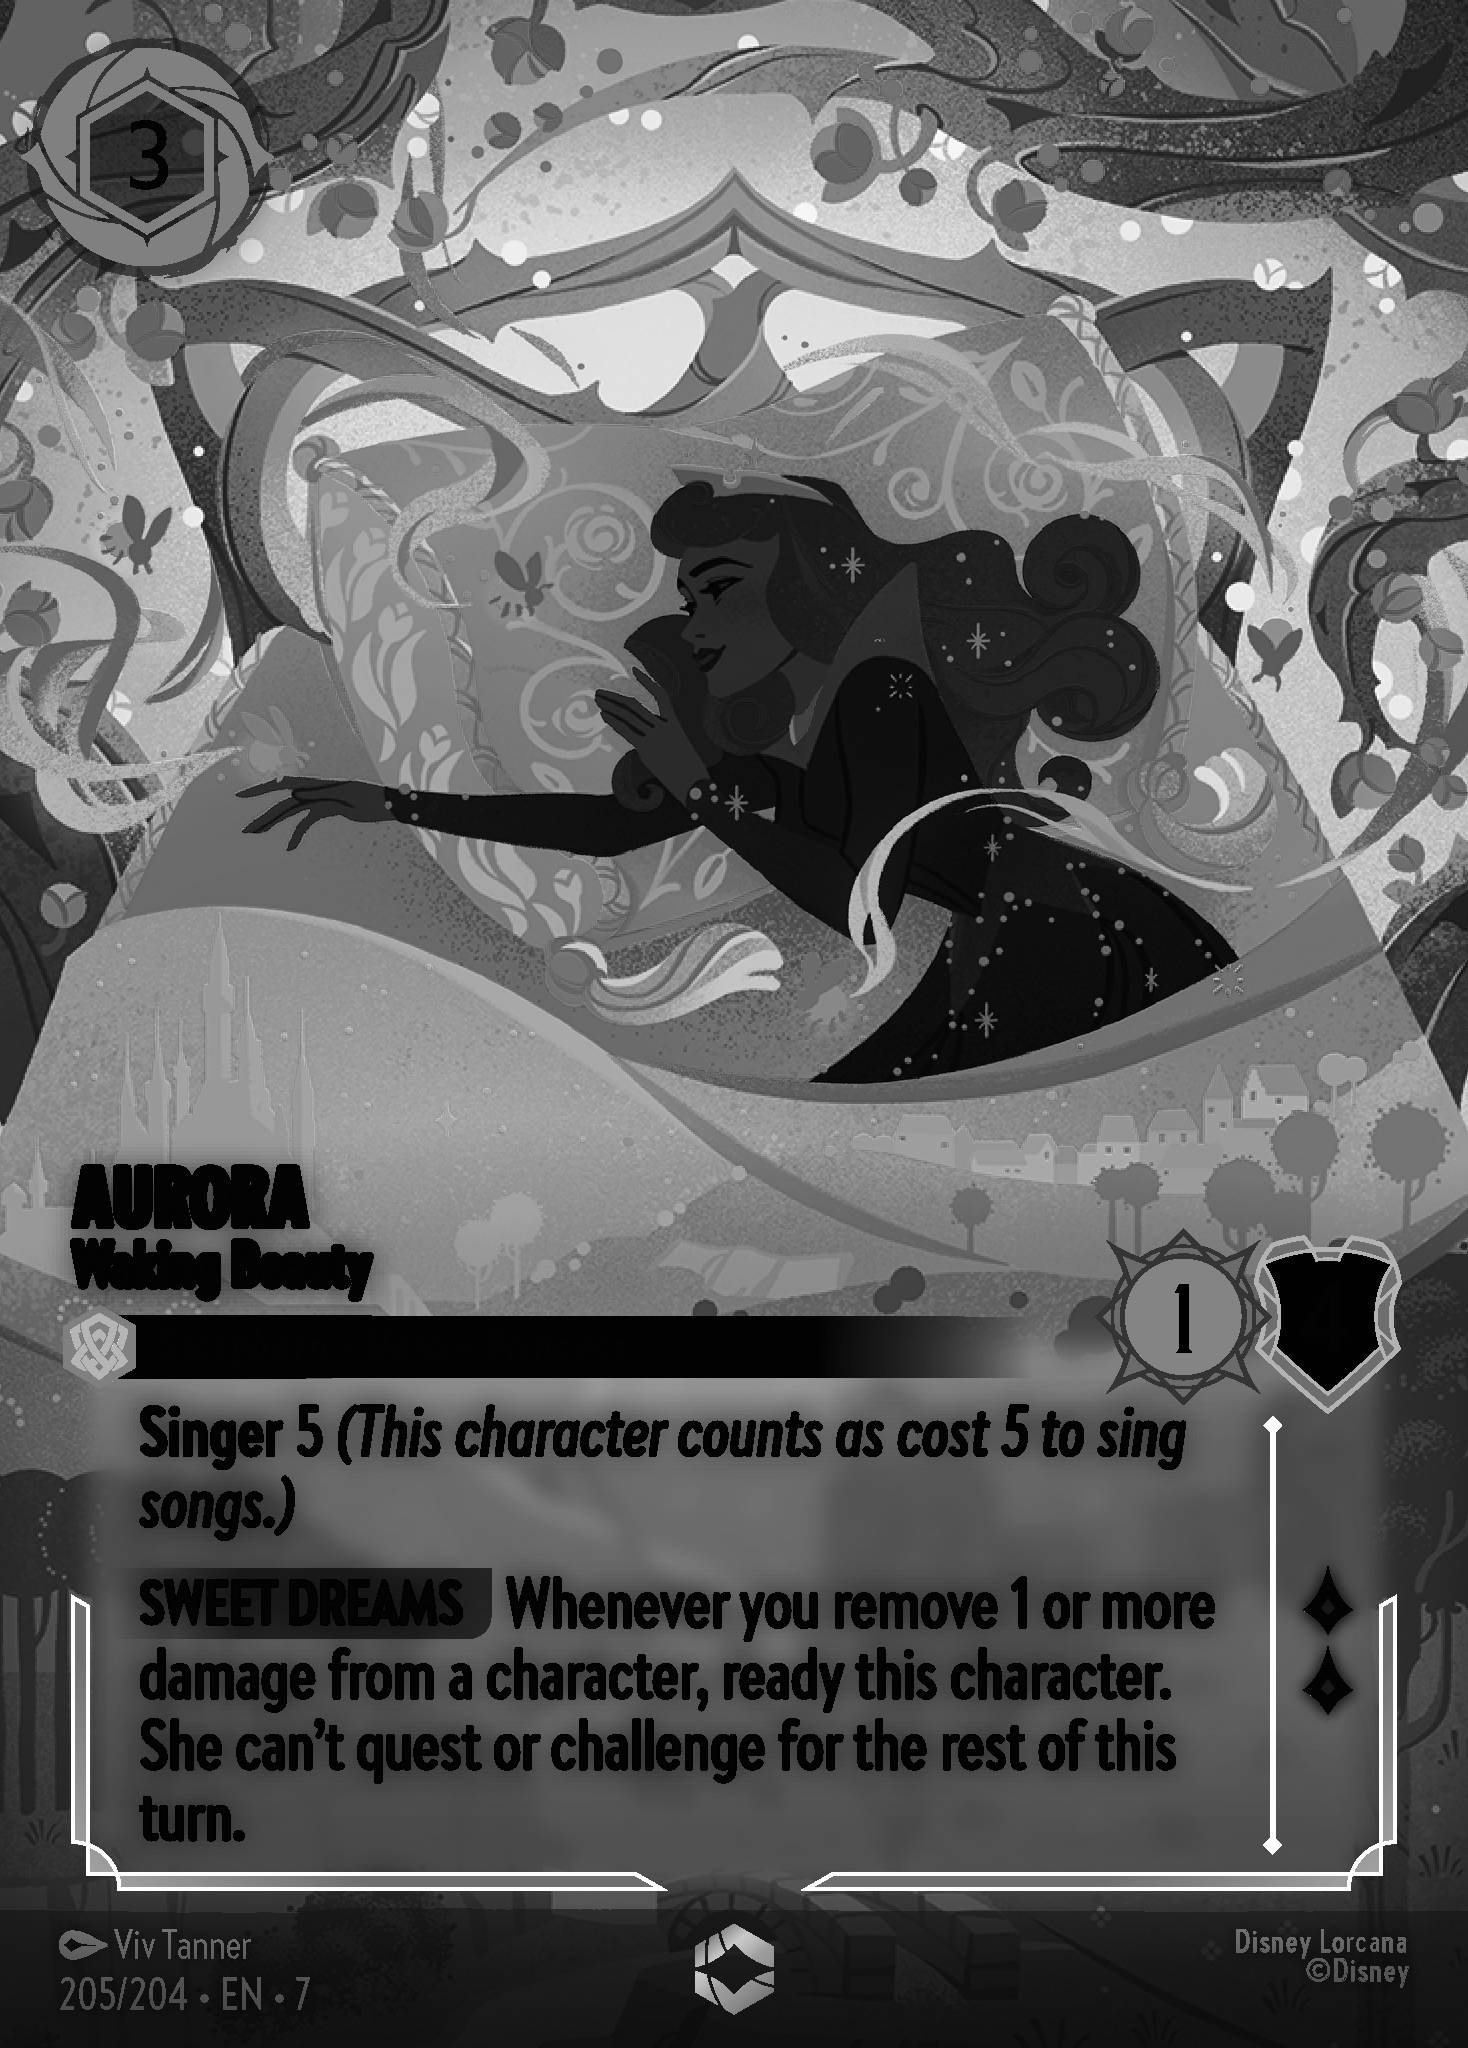 3
AURORA
Waking Beauty
1
4
Singer 5 (This character counts as cost 5 to sing
songs.)
SWEET DREAMS Whenever you remove 1 or more
damage from a character, ready this character.
She can't quest or challenge for the rest of this
turn.
Viv Tanner
Disney Lorcana
©Disney
205/204 • EN • 7